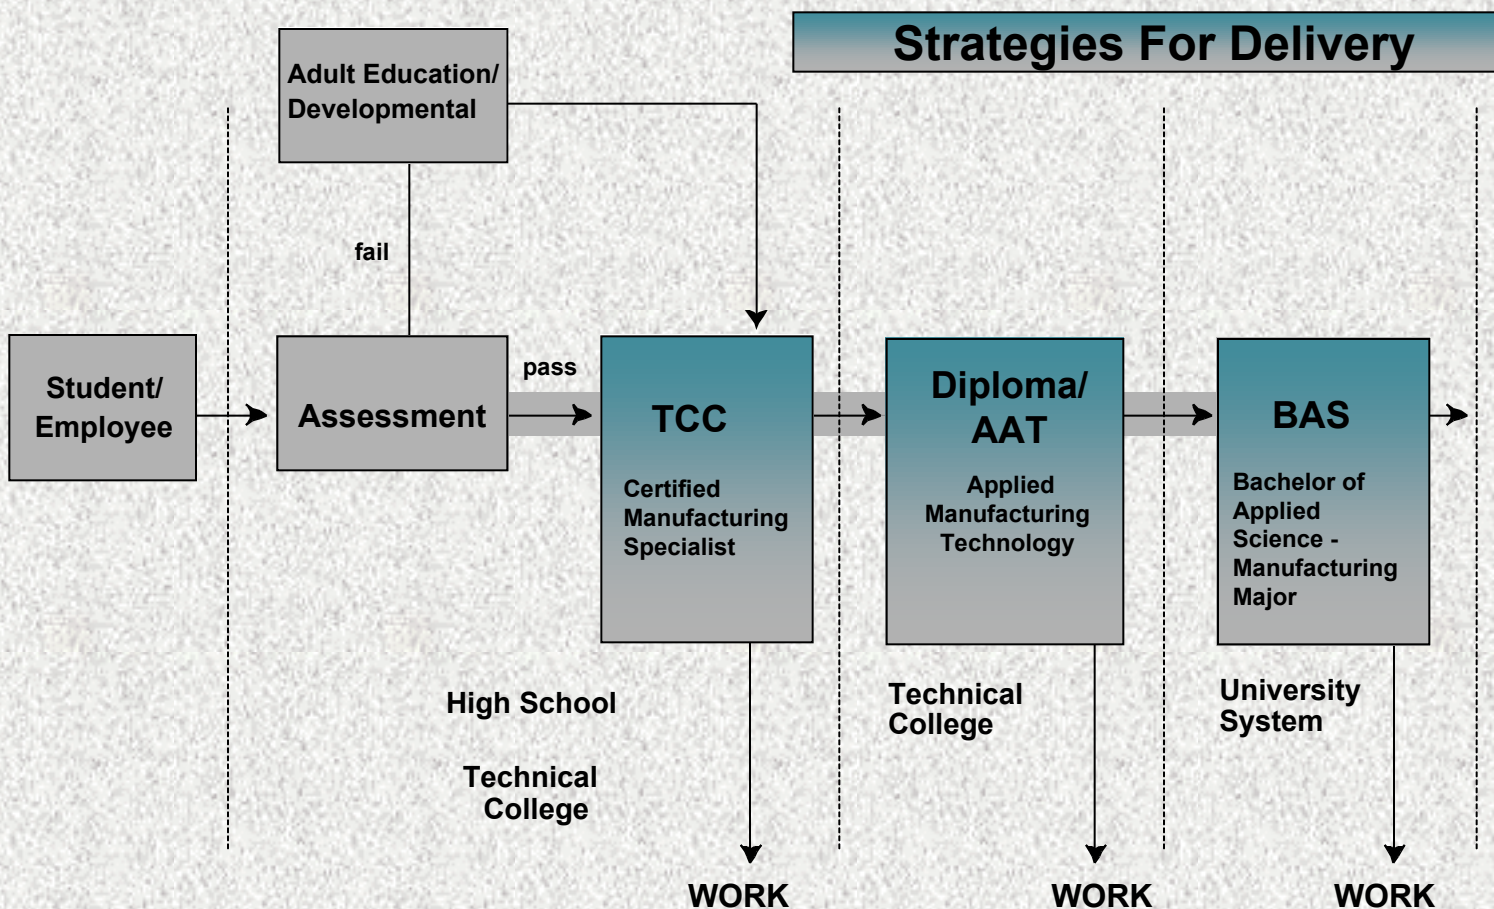 Strategies For Delivery
Adult Education/
Developmental
fail
Student/
Employee
Assessment
pass
TCC
Certified
Manufacturing
Specialist
Diploma/
AAT
Applied
Manufacturing
Technology
BAS
Bachelor of
Applied
Science -
Manufacturing
Major
High School
Technical
College
Technical
College
University
System
WORK
WORK
WORK